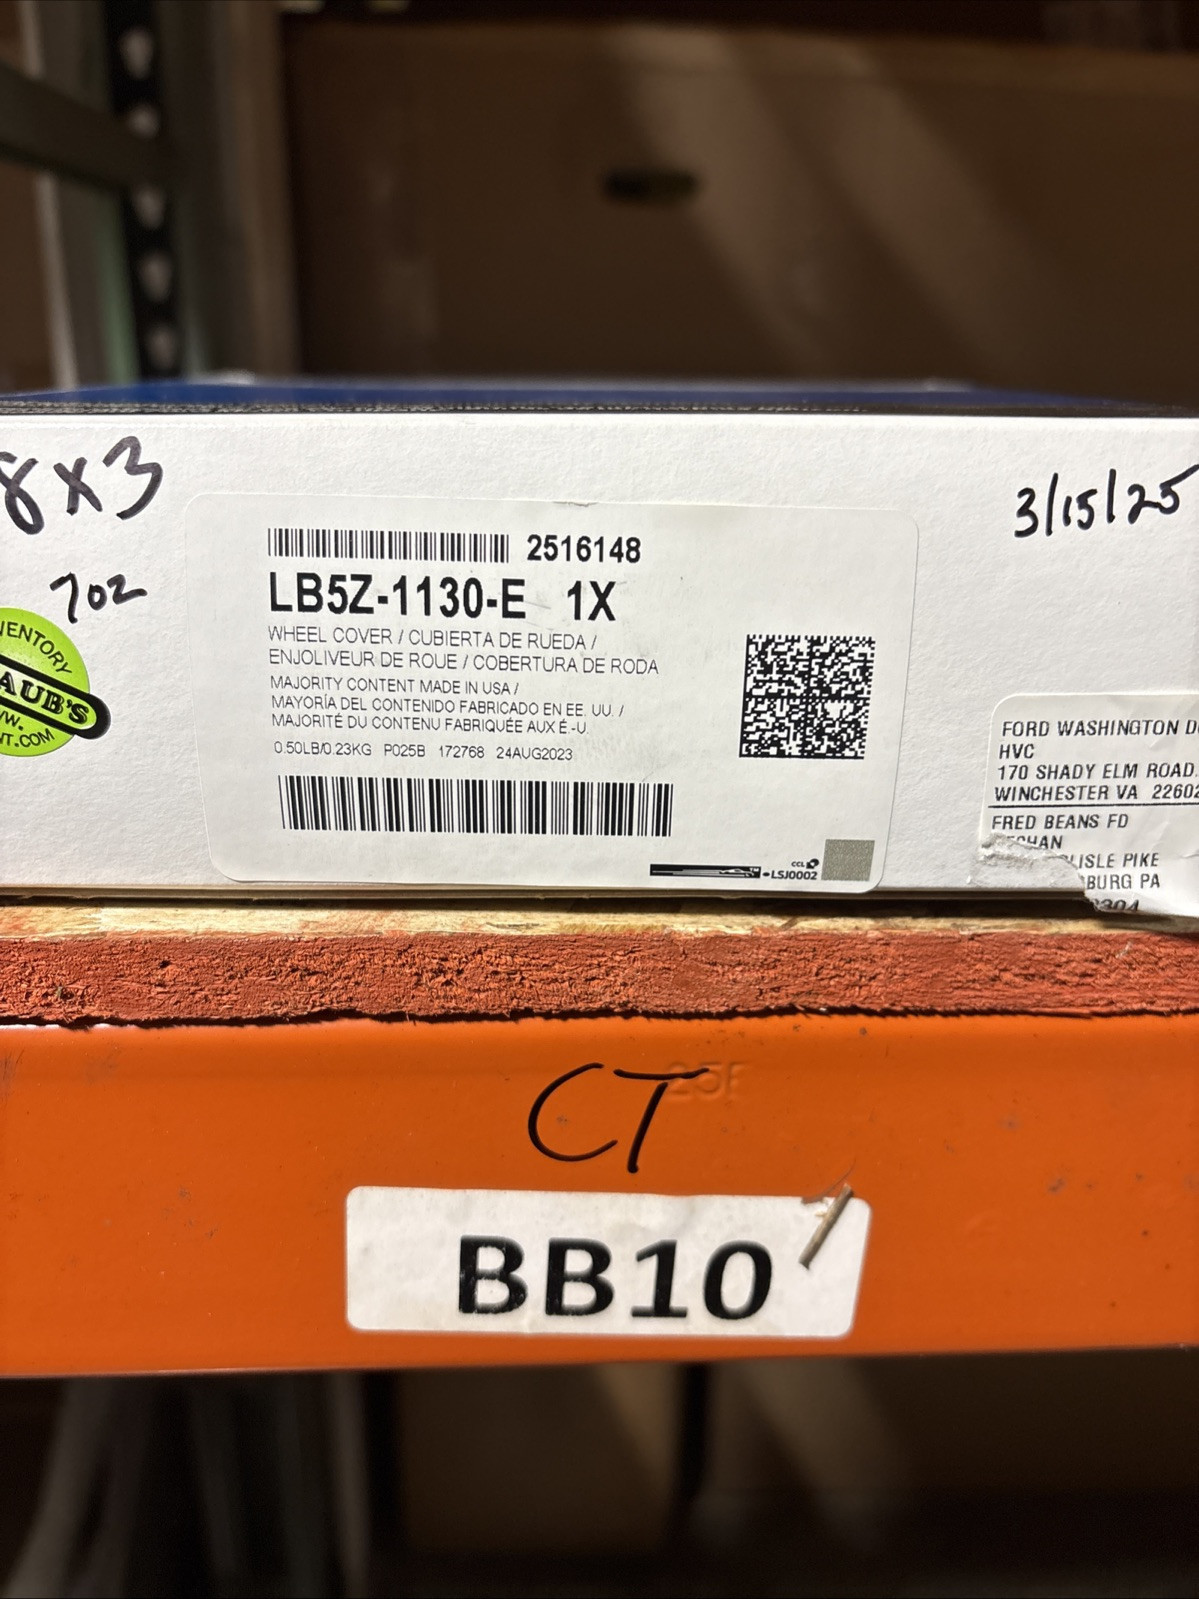 8x3
3/15/25
702
2516148
LB5Z-1130-E 1X
WHEEL COVER / CUBIERTA DE RUEDA /
ENJOLIVEUR DE ROUE / COBERTURA DE RODA
MAJORITY CONTENT MADE IN USA /
MAYORÍA DEL CONTENIDO FABRICADO EN EE. UU. /
MAJORITÉ DU CONTENU FABRIQUÉE AUX É.-U.
0.50LB/0.23KG P025B 172768 24AUG2023
CCL
LSJ0002
FORD WASHINGTON
HVC
170 SHADY ELM ROAD.
WINCHESTER VA 22602
FRED BEANS FD
PIKE
PA
CT
BB10